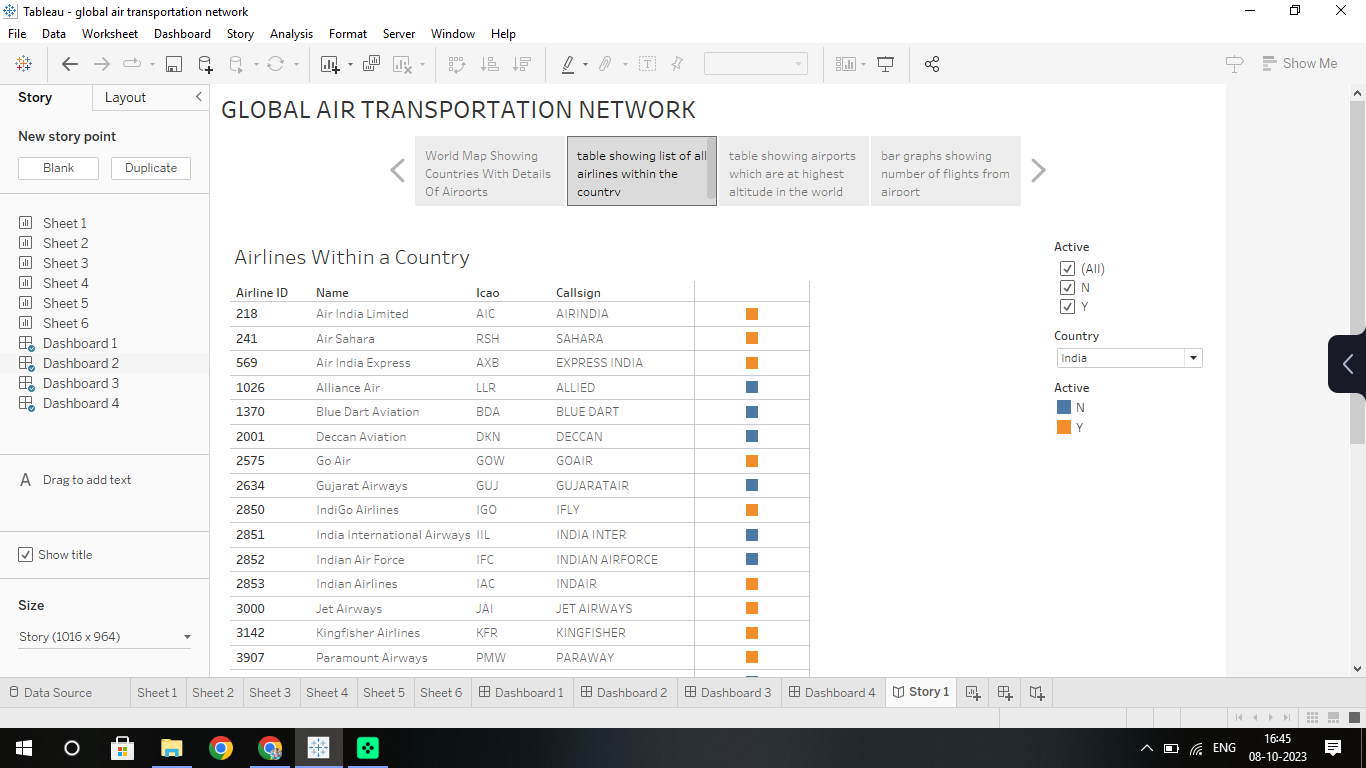 Tableau - global air transportation network
File Data Worksheet Dashboard Story Analysis Format Server Window Help
Show Me
Story Layout
New story point
Blank Duplicate
Sheet 1
Sheet 2
Sheet 3
Sheet 4
Sheet 5
Sheet 6
Dashboard 1
Dashboard 2
Dashboard 3
Dashboard 4
A Drag to add text
Show title
Size
Story (1016 x 964)
GLOBAL AIR TRANSPORTATION NETWORK
World Map Showing
Countries With Details
Of Airports
table showing list of all
airlines within the
country
table showing airports
which are at highest
altitude in the world
bar graphs showing
number of flights from
airport
Airlines Within a Country
Airline ID Name Icao Callsign
218 Air India Limited AIC AIRINDIA
241 Air Sahara RSH SAHARA
569 Air India Express AXB EXPRESS INDIA
1026 Alliance Air LLR ALLIED
1370 Blue Dart Aviation BDA BLUE DART
2001 Deccan Aviation DKN DECCAN
2575 Go Air GOW GOAIR
2634 Gujarat Airways GUJ GUJARATAIR
2850 IndiGo Airlines IGO IFLY
2851 India International Airways IIL INDIA INTER
2852 Indian Air Force IFC INDIAN AIRFORCE
2853 Indian Airlines IAC INDAIR
3000 Jet Airways JAI JET AIRWAYS
3142 Kingfisher Airlines KFR KINGFISHER
3907 Paramount Airways PMW PARAWAY
Active
(All)
N
Y
Country
India
Active
N
Y
Data Source Sheet 1 Sheet 2 Sheet 3 Sheet 4 Sheet 5 Sheet 6 Dashboard 1 Dashboard 2 Dashboard 3 Dashboard 4 Story 1
ENG
16:45
08-10-2023